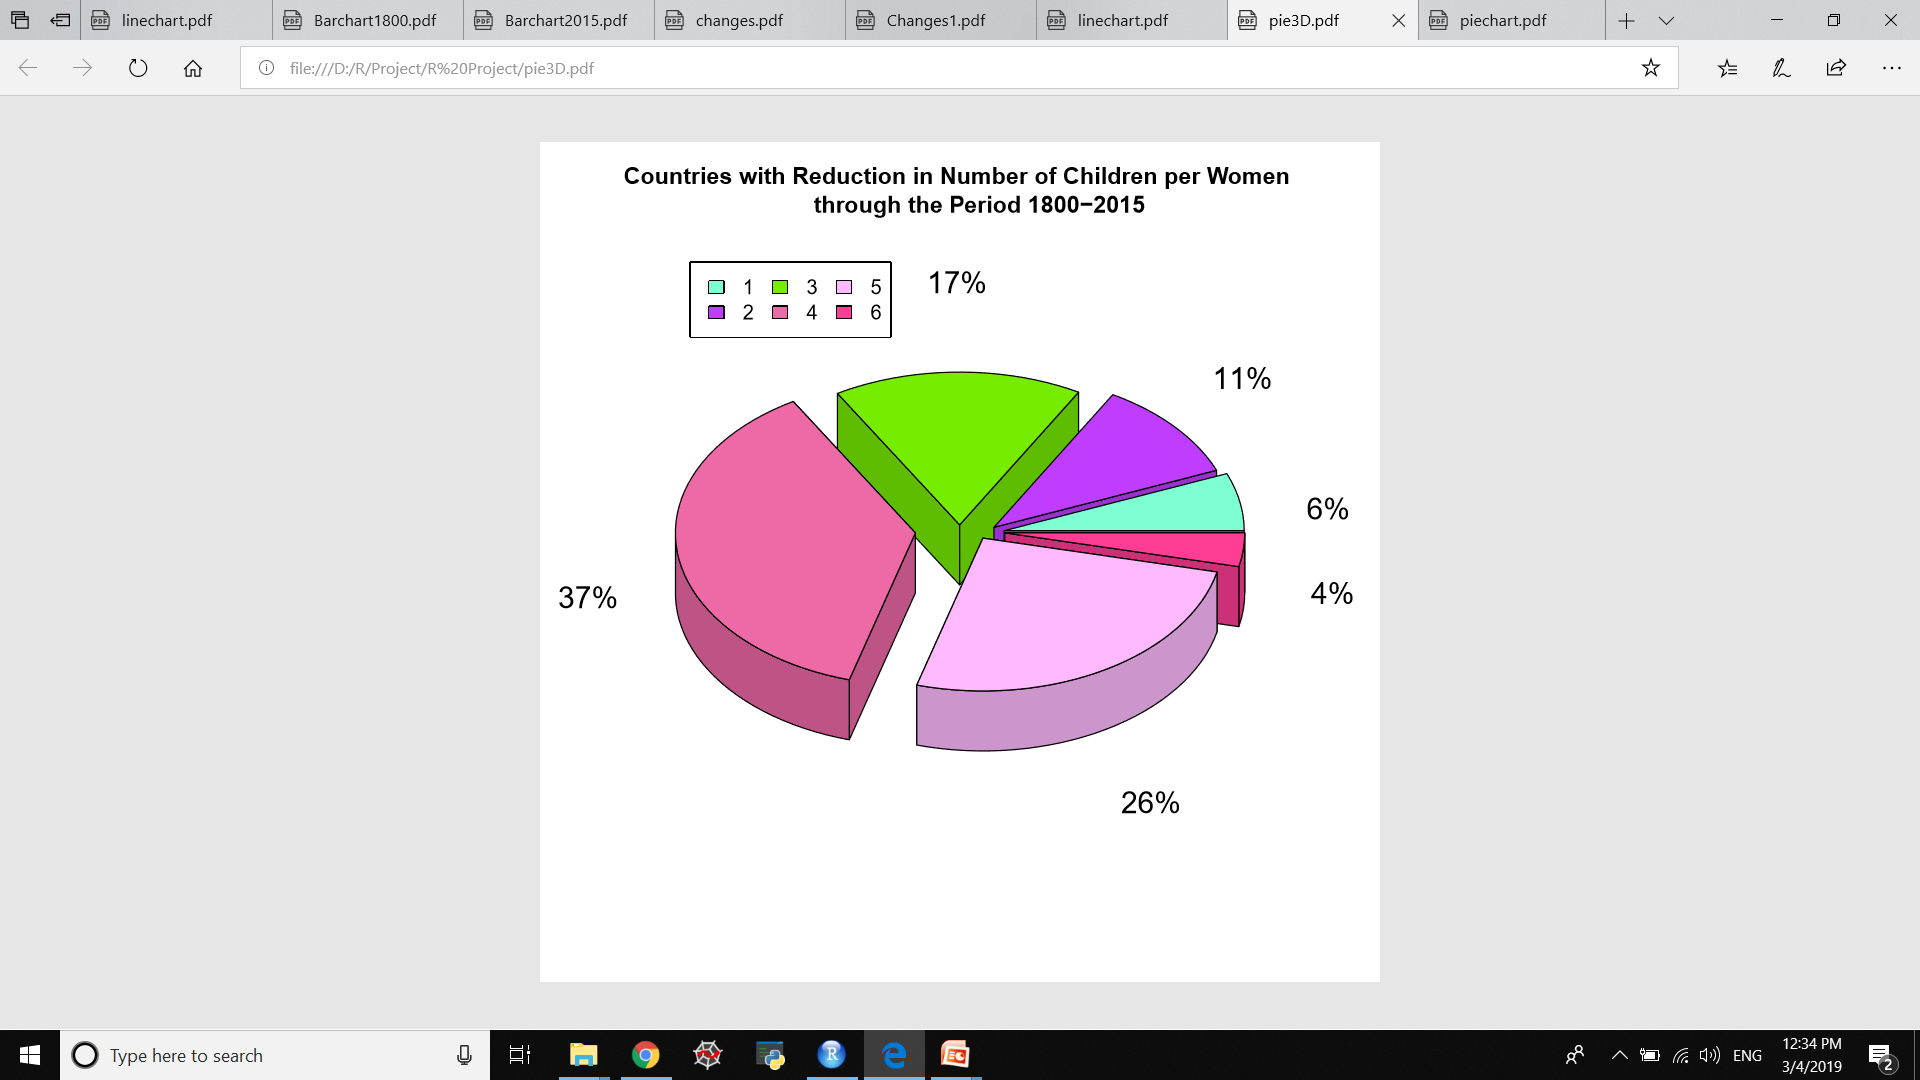 linechart.pdf
Barchart1800.pdf
Barchart2015.pdf
changes.pdf
Changes1.pdf
linechart.pdf
pie3D.pdf
piechart.pdf
file:///D:/R/Project/R%20Project/pie3D.pdf
Countries with Reduction in Number of Children per Women
through the Period 1800−2015
1 3 5
2 4 6
17%
11%
6%
4%
37%
26%
Type here to search
ENG
12:34 PM
3/4/2019
2